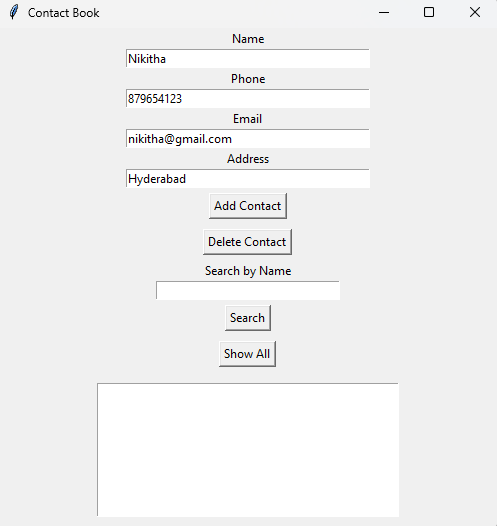 Contact Book
Name
Nikitha
Phone
879654123
Email
nikitha@gmail.com
Address
Hyderabad
Add Contact
Delete Contact
Search by Name
Search
Show All